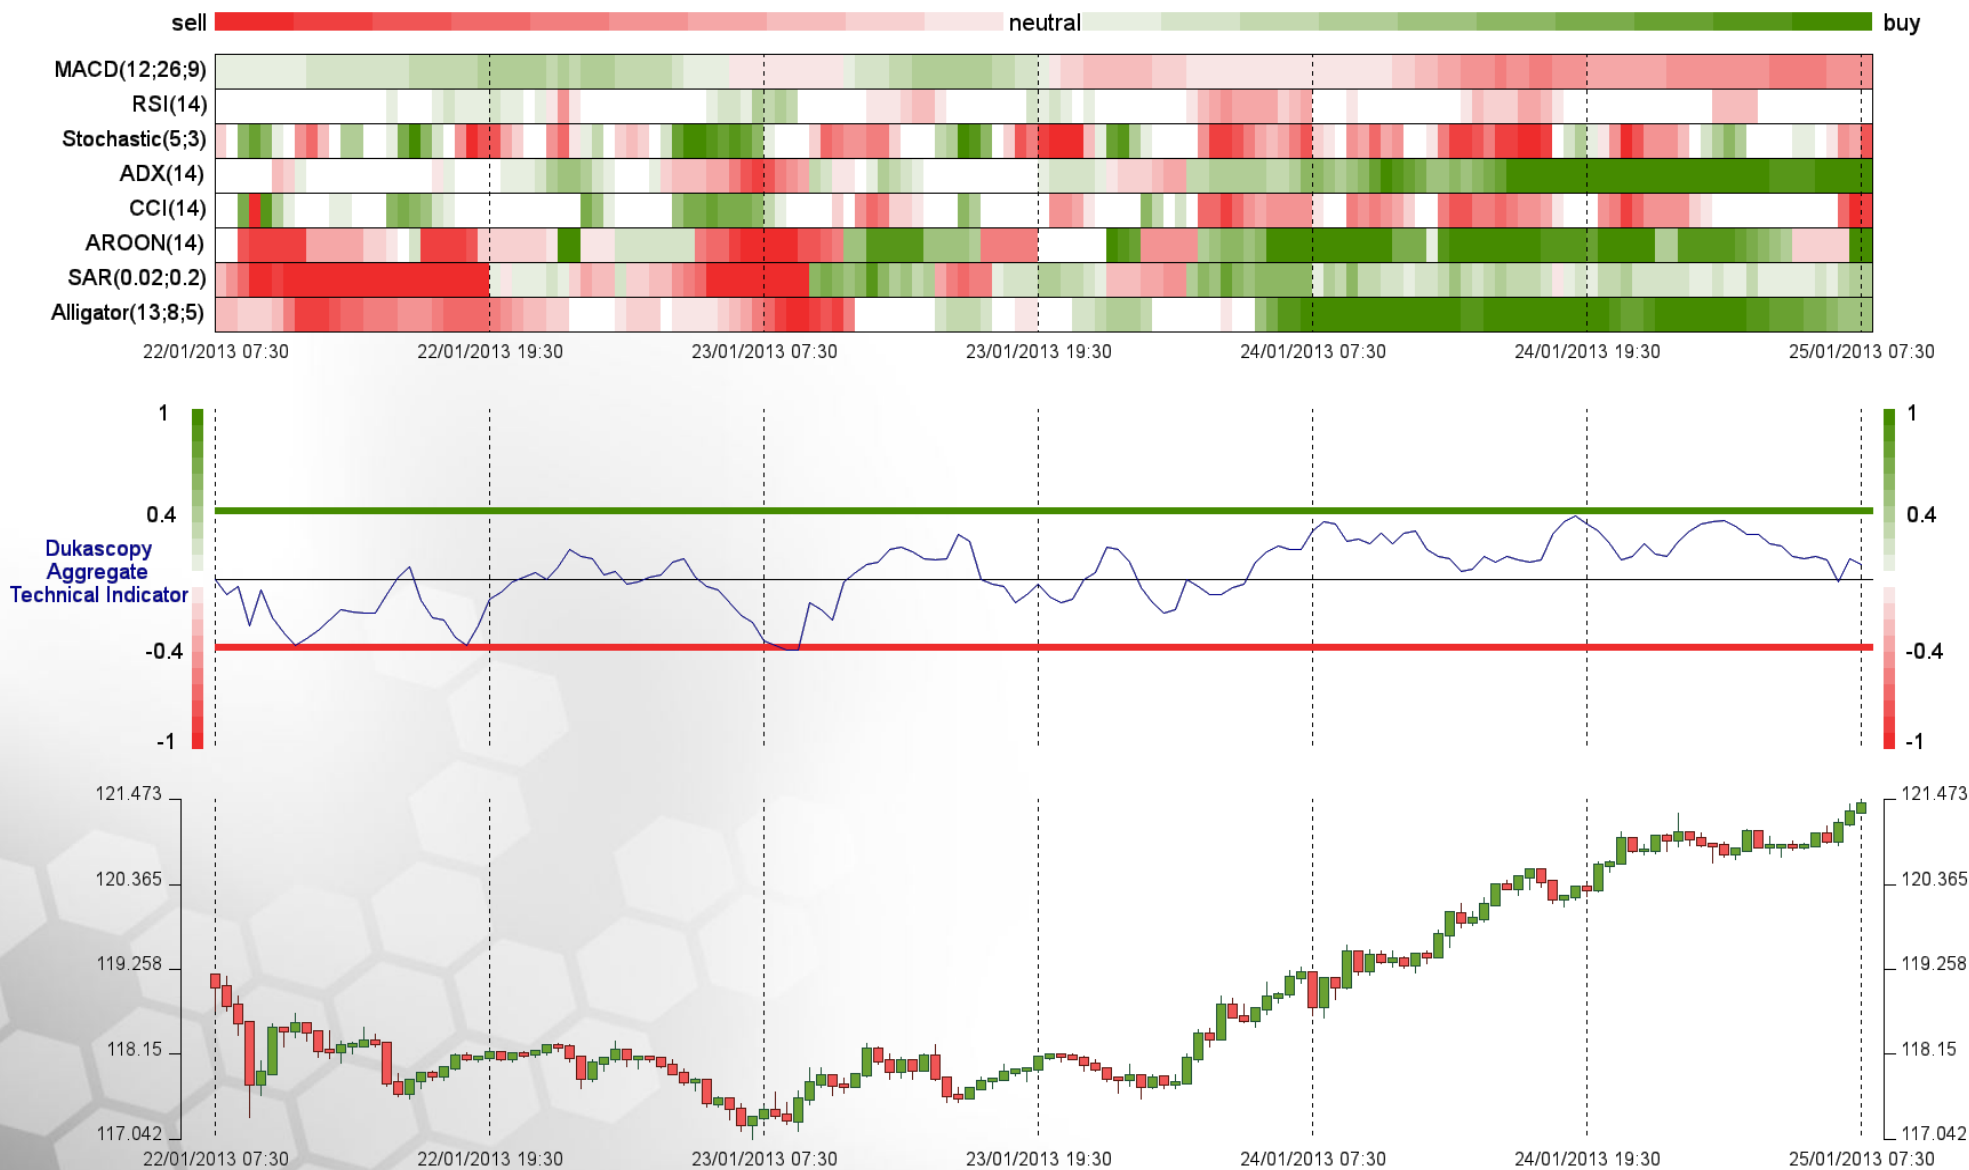 sell neutral buy
MACD(12;26;9)
RSI(14)
Stochastic(5;3)
ADX(14)
CCI(14)
AROON(14)
SAR(0.02;0.2)
Alligator(13;8;5)
22/01/2013 07:30 22/01/2013 19:30 23/01/2013 07:30 23/01/2013 19:30 24/01/2013 07:30 24/01/2013 19:30 25/01/2013 07:30
1 1
0.4 0.4
Dukascopy
Aggregate
Technical Indicator
-0.4 -0.4
-1 -1
121.473 121.473
120.365 120.365
119.258 119.258
118.15 118.15
117.042 117.042
22/01/2013 07:30 22/01/2013 19:30 23/01/2013 07:30 23/01/2013 19:30 24/01/2013 07:30 24/01/2013 19:30 25/01/2013 07:30